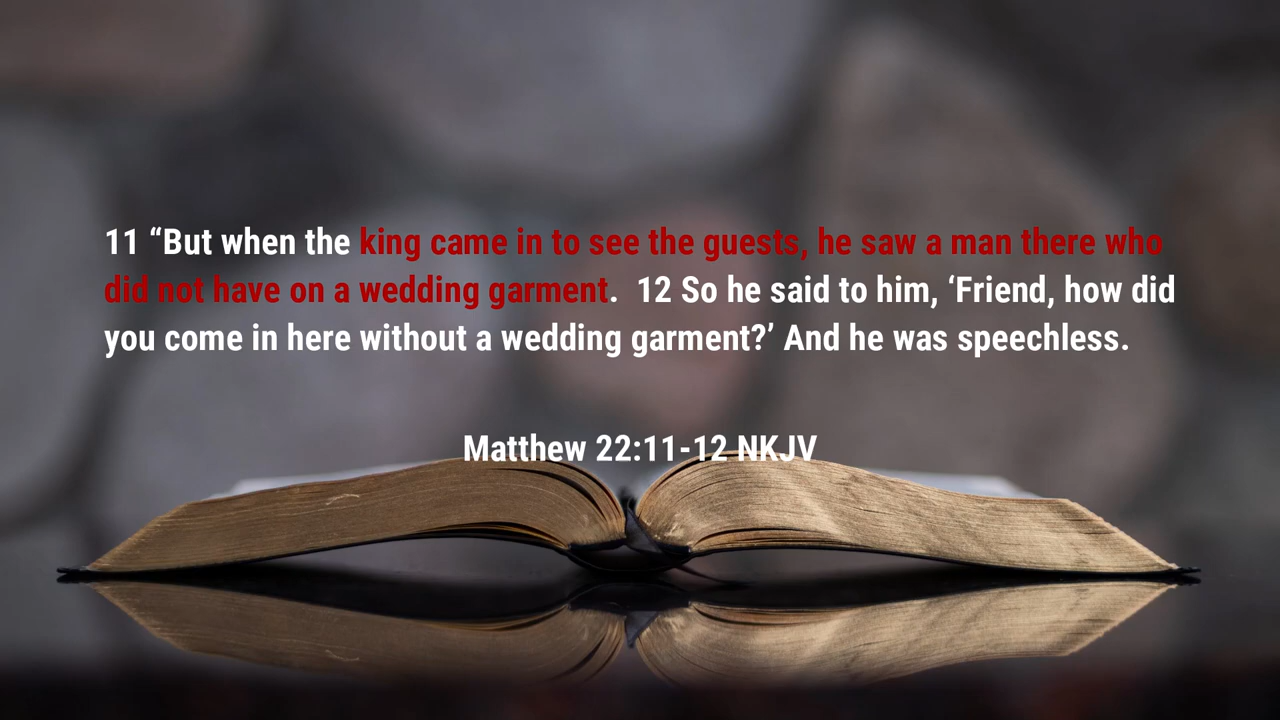 11 “But when the king came in to see the guests, he saw a man there who
did not have on a wedding garment.  12 So he said to him, ‘Friend, how did
you come in here without a wedding garment?’ And he was speechless.
Matthew 22:11-12 NKJV